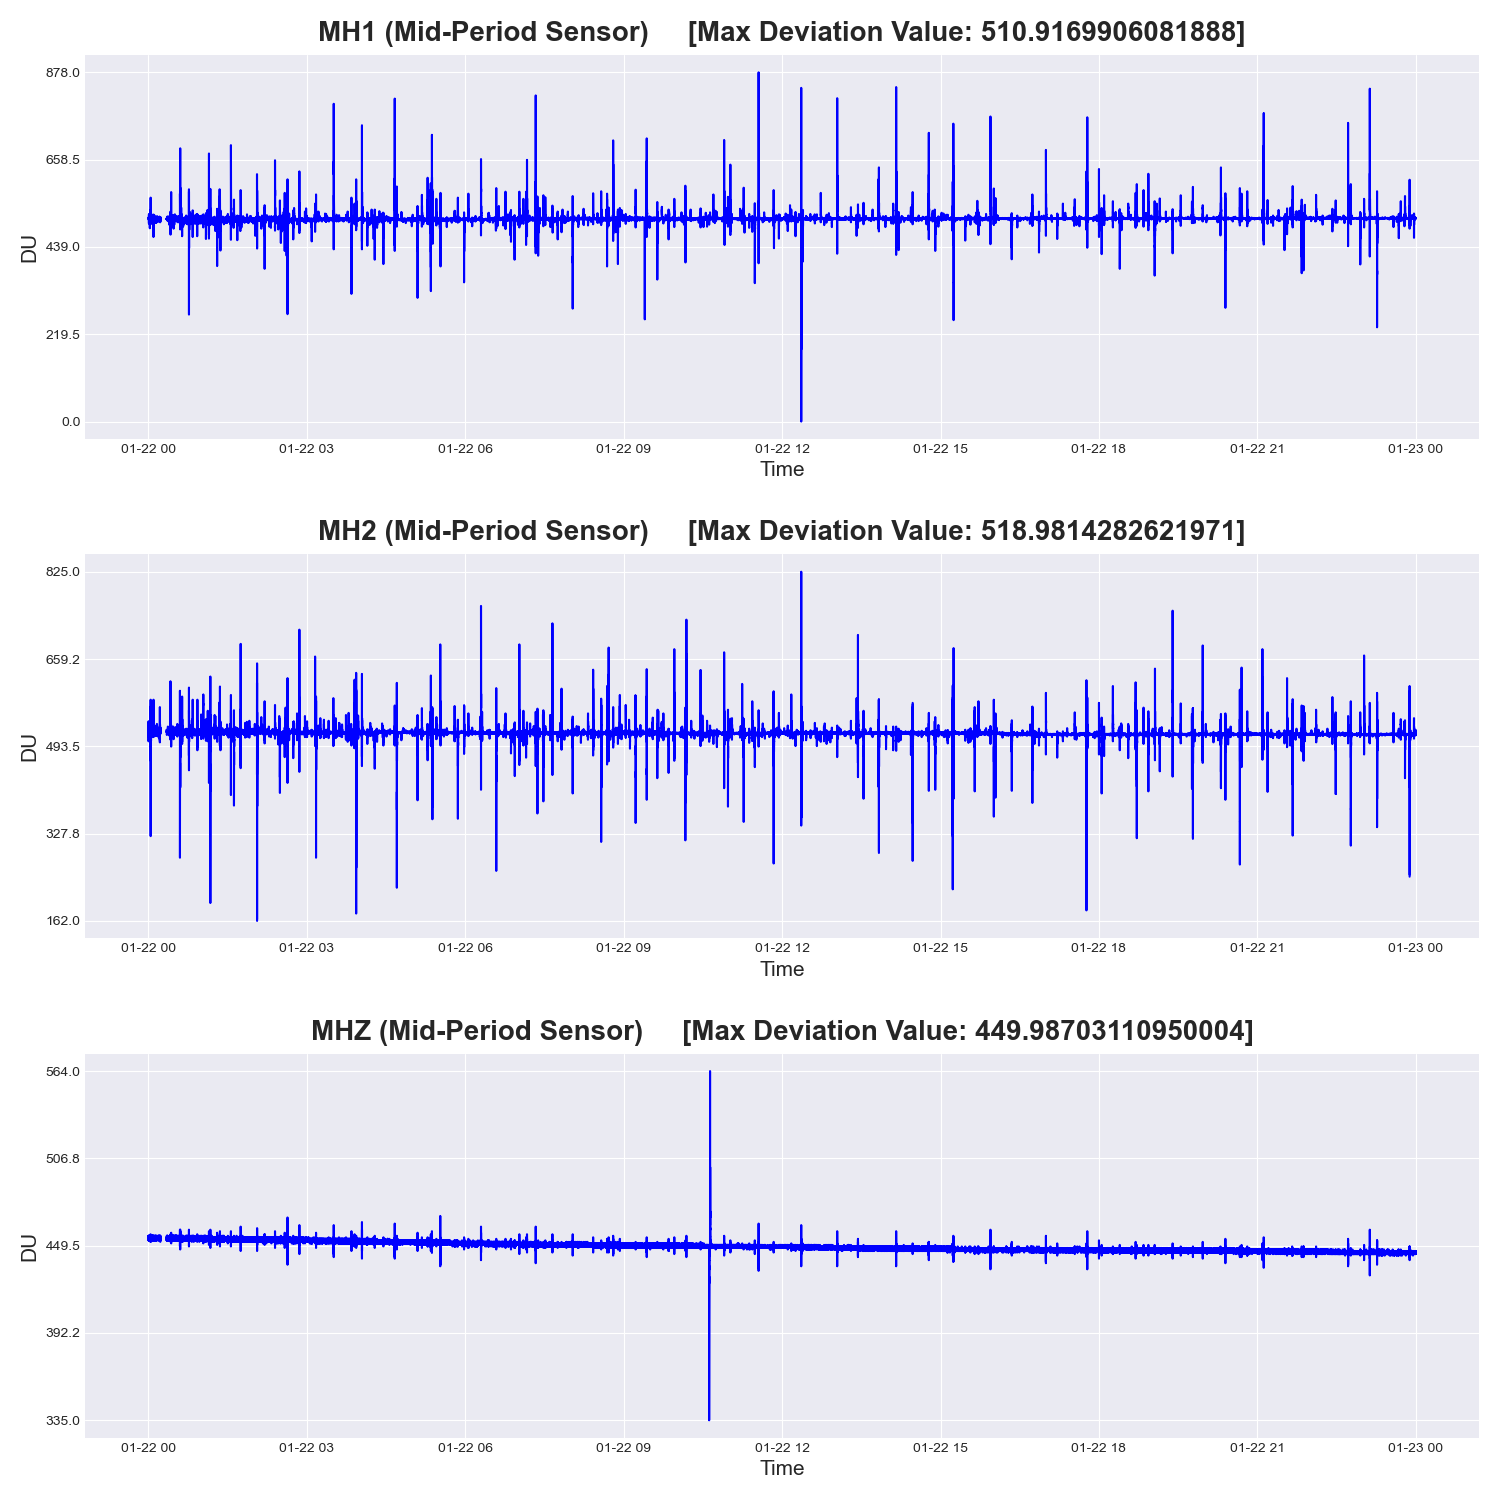 MH1 (Mid-Period Sensor) [Max Deviation Value: 510.9169906081888]
878.0
658.5
439.0
219.5
0.0
DU
01-22 00 01-22 03 01-22 06 01-22 09 01-22 12 01-22 15 01-22 18 01-22 21 01-23 00
Time
MH2 (Mid-Period Sensor) [Max Deviation Value: 518.9814282621971]
825.0
659.2
493.5
327.8
162.0
DU
01-22 00 01-22 03 01-22 06 01-22 09 01-22 12 01-22 15 01-22 18 01-22 21 01-23 00
Time
MHZ (Mid-Period Sensor) [Max Deviation Value: 449.98703110950004]
564.0
506.8
449.5
392.2
335.0
DU
01-22 00 01-22 03 01-22 06 01-22 09 01-22 12 01-22 15 01-22 18 01-22 21 01-23 00
Time